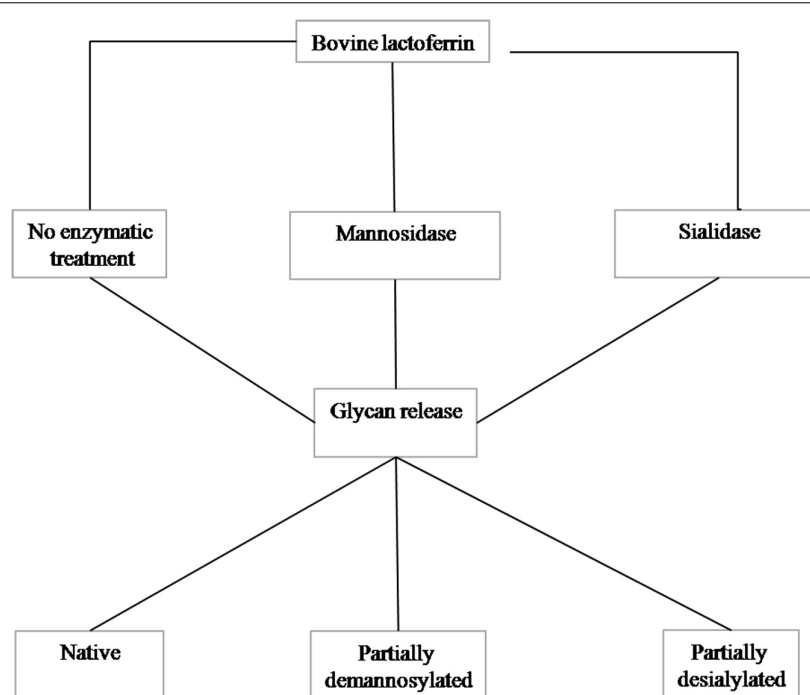 Bovine lactoferrin
No enzymatic
treatment
Mannosidase
Sialidase
Glycan release
Native
Partially
demannosylated
Partially
desialylated